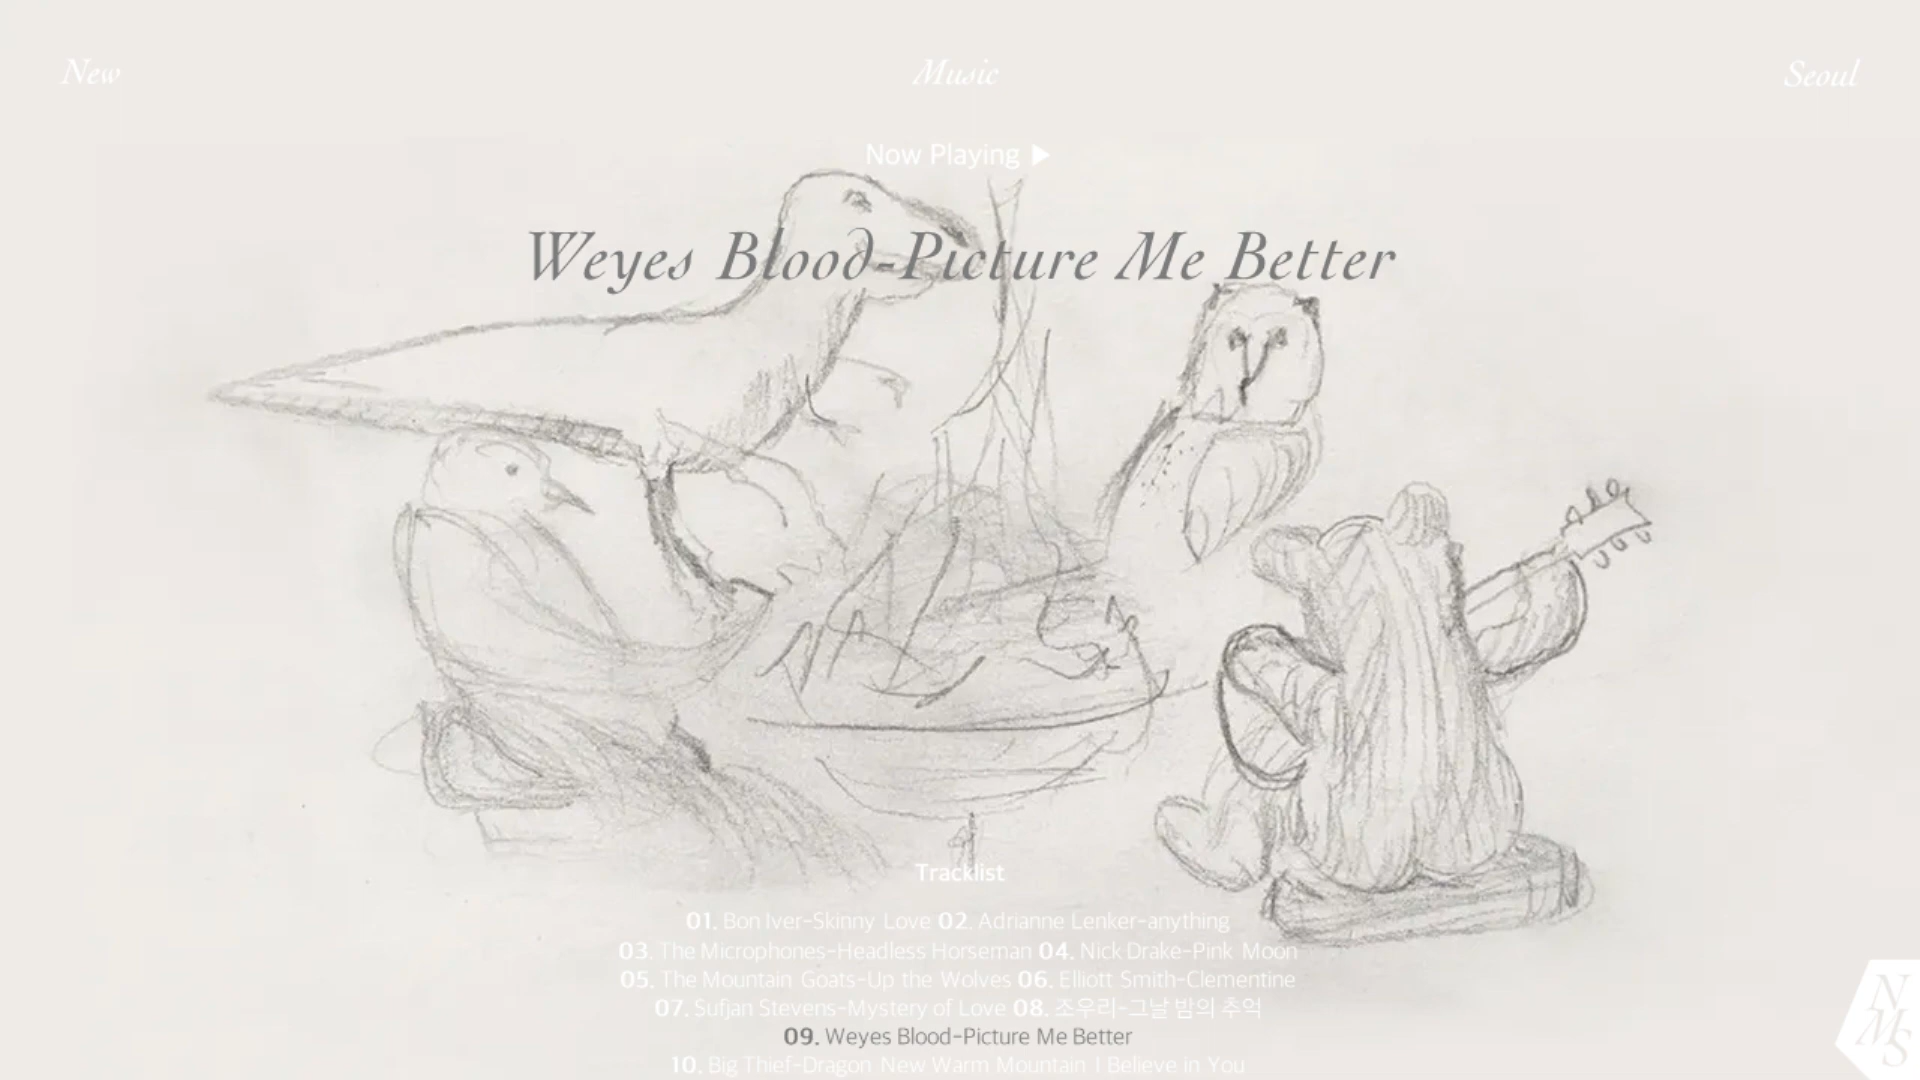 New Music Seoul
Now Playing ▶
Weyes Blood-Picture Me Better
Tracklist
01. Bon Iver-Skinny Love 02. Adrianne Lenker-anything
03. The Microphones-Headless Horseman 04. Nick Drake-Pink Moon
05. The Mountain Goats-Up the Wolves 06. Elliott Smith-Clementine
07. Sufjan Stevens-Mystery of Love 08. 조우리-그날 밤의 추억
09. Weyes Blood-Picture Me Better
10. Big Thief-Dragon New Warm Mountain I Believe in You
NMS